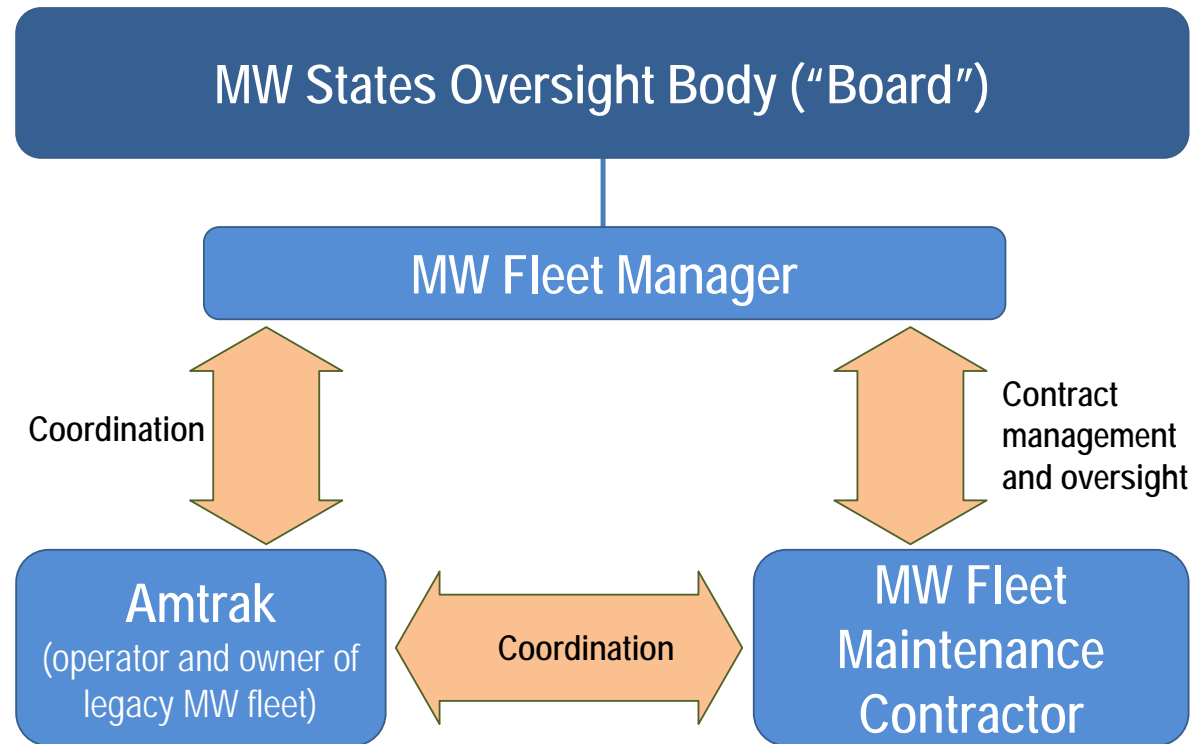 MW States Oversight Body (“Board”)
MW Fleet Manager
Coordination
Contract
management
and oversight
Amtrak
(operator and owner of
legacy MW fleet)
Coordination
MW Fleet
Maintenance
Contractor